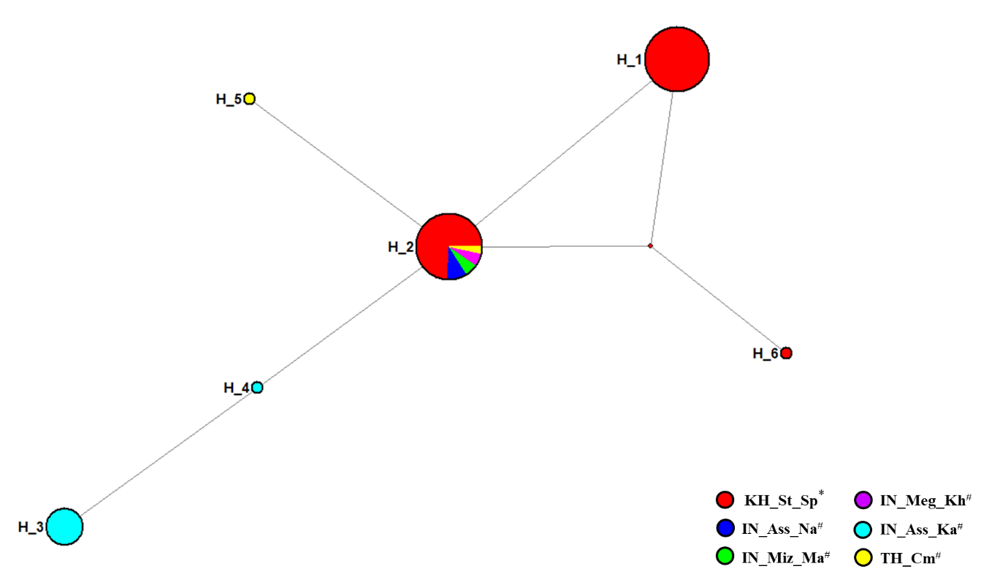 H_1
H_5
H_2
H_6
H_4
H_3
KH_St_Sp*
IN_Meg_Kh#
IN_Ass_Na#
IN_Ass_Ka#
IN_Miz_Ma#
TH_Cm#